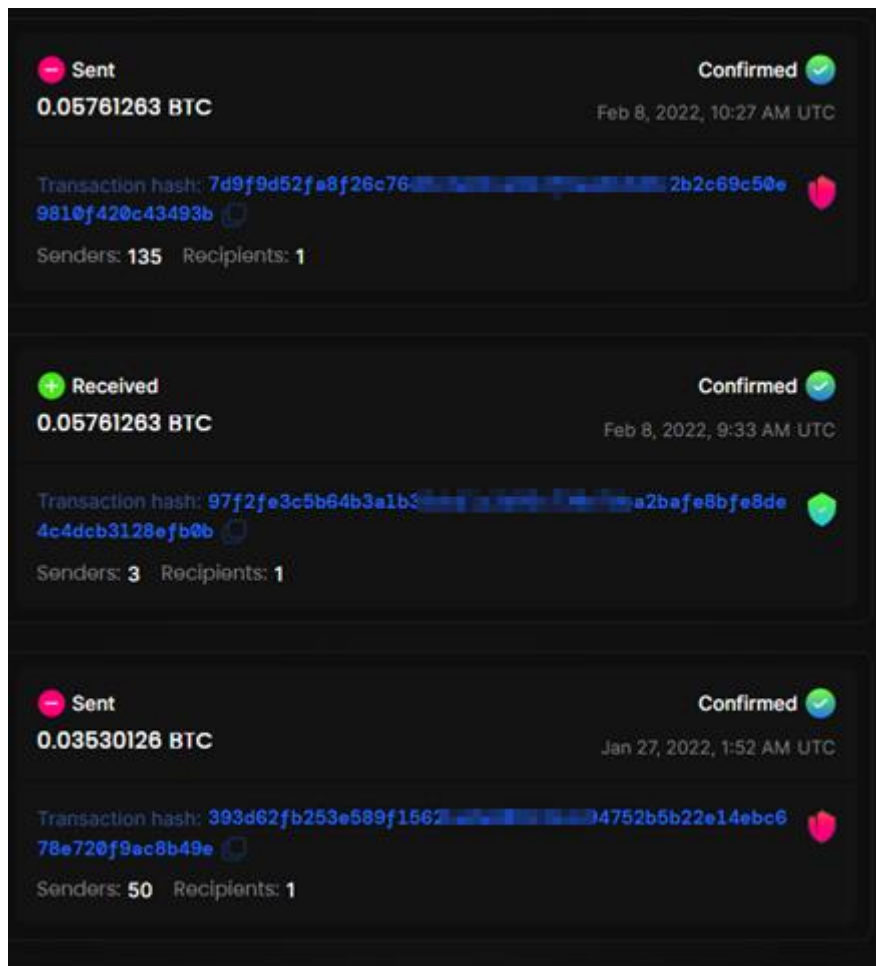 Sent
Confirmed
0.05761263 BTC
Feb 8, 2022, 10:27 AM UTC
Transaction hash: 7d9f9d52fa8f26c76 2b2c69c50e
9810f420c43493b
Senders: 135 Recipients: 1
Received
Confirmed
0.05761263 BTC
Feb 8, 2022, 9:33 AM UTC
Transaction hash: 97f2fe3c5b64b3a1b3 a2bafe8bfe8de
4c4dcb3128efb0b
Senders: 3 Recipients: 1
Sent
Confirmed
0.03530126 BTC
Jan 27, 2022, 1:52 AM UTC
Transaction hash: 393d62fb253e589f1562 94752b5b22e14ebc6
78e720f9ac8b49e
Senders: 50 Recipients: 1